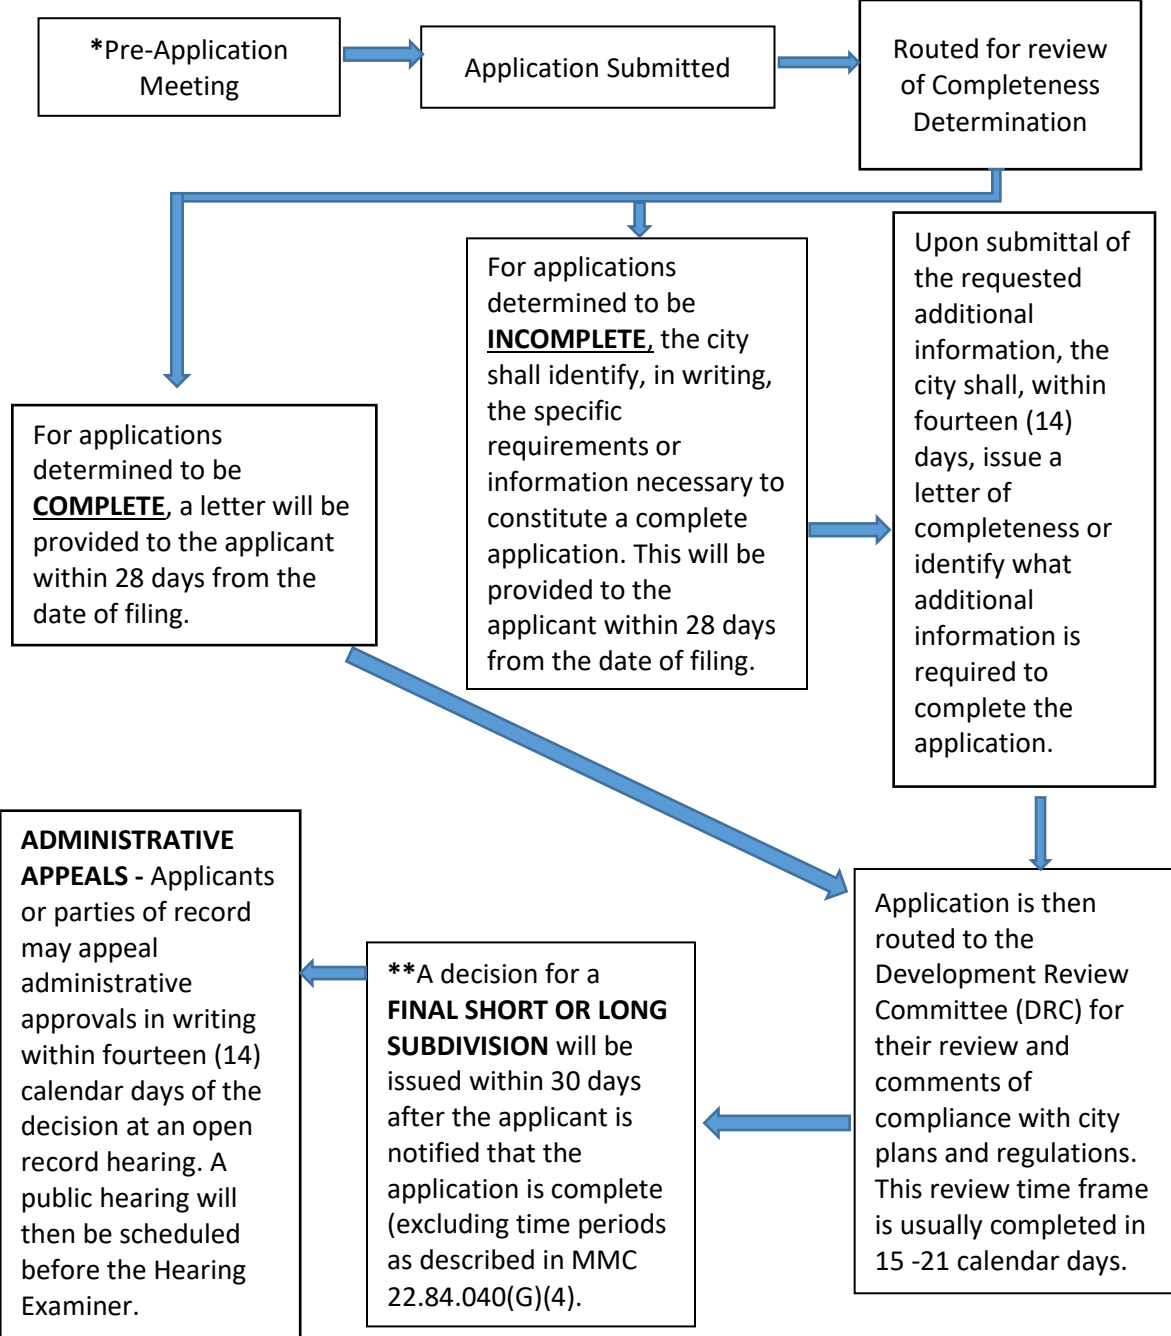 *Pre-Application
Meeting
Application Submitted
Routed for review
of Completeness
Determination
For applications
determined to be
COMPLETE, a letter will be
provided to the applicant
within 28 days from the
date of filing.
For applications
determined to be
INCOMPLETE, the city
shall identify, in writing,
the specific
requirements or
information necessary to
constitute a complete
application. This will be
provided to the
applicant within 28 days
from the date of filing.
Upon submittal of
the requested
additional
information, the
city shall, within
fourteen (14)
days, issue a
letter of
completeness or
identify what
additional
information is
required to
complete the
application.
Application is then
routed to the
Development Review
Committee (DRC) for
their review and
comments of
compliance with city
plans and regulations.
This review time frame
is usually completed in
15 -21 calendar days.
**A decision for a
FINAL SHORT OR LONG
SUBDIVISION will be
issued within 30 days
after the applicant is
notified that the
application is complete
(excluding time periods
as described in MMC
22.84.040(G)(4).
ADMINISTRATIVE
APPEALS - Applicants
or parties of record
may appeal
administrative
approvals in writing
within fourteen (14)
calendar days of the
decision at an open
record hearing. A
public hearing will
then be scheduled
before the Hearing
Examiner.